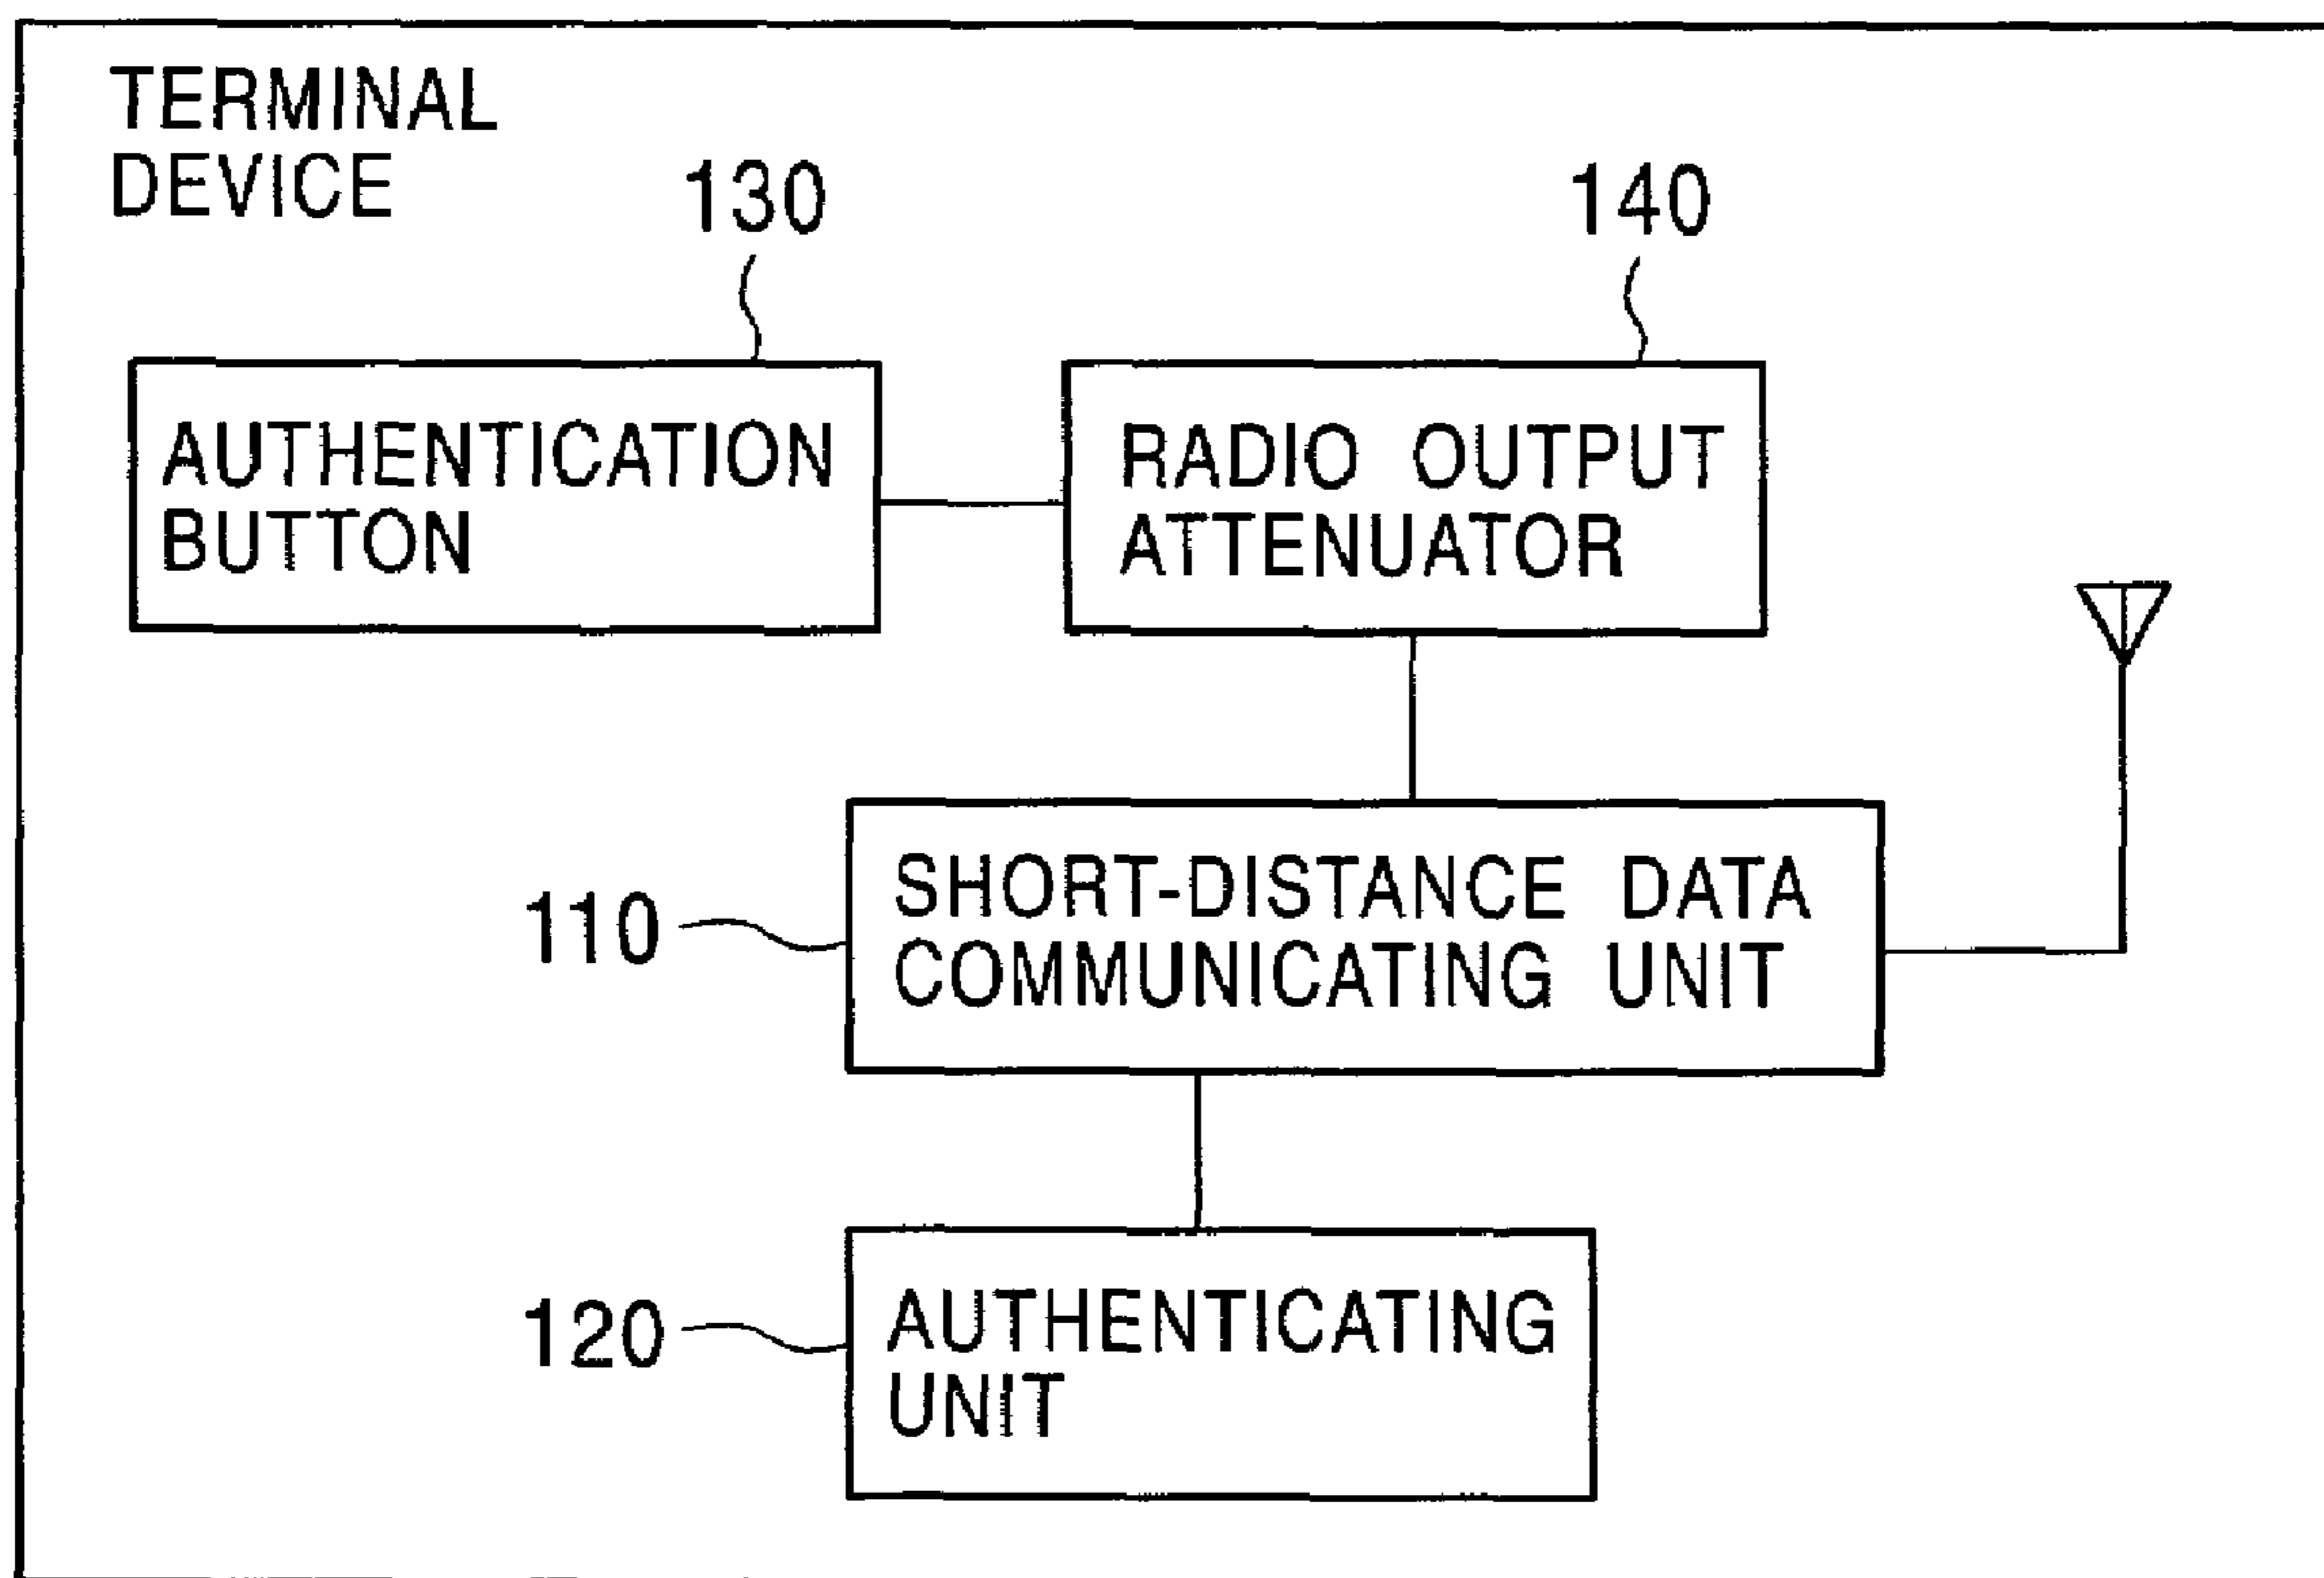 TERMINAL
DEVICE
130
140
AUTHENTICATION
BUTTON
RADIO OUTPUT
ATTENUATOR
110
SHORT-DISTANCE DATA
COMMUNICATING UNIT
120
AUTHENTICATING
UNIT